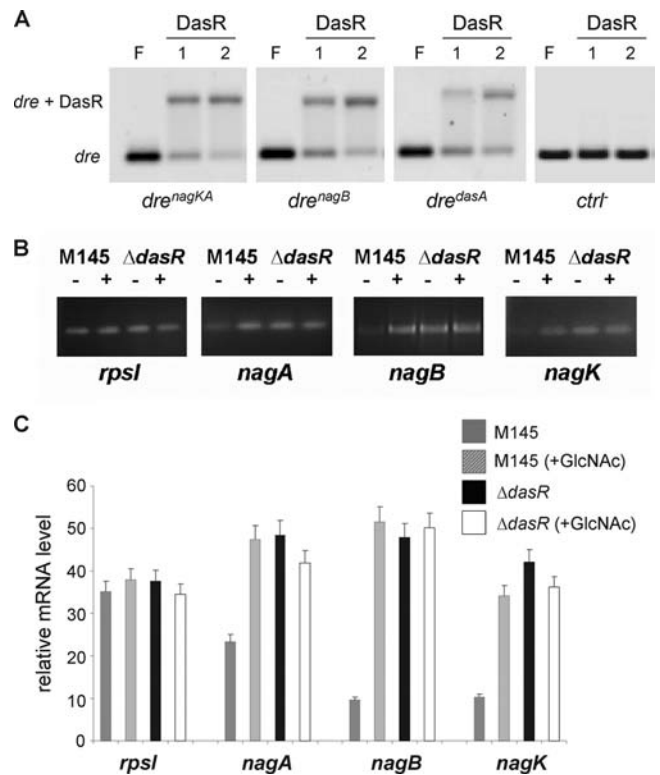 A
DasR DasR DasR DasR
F 1 2 F 1 2 F 1 2 F 1 2
dre + DasR
dre
dre^nagKA dre^nagB dre^dasA ctrl-
B
M145 ΔdasR M145 ΔdasR M145 ΔdasR M145 ΔdasR
- + - + - + - + - + - + - + - +
rpsI nagA nagB nagK
C
M145
M145 (+GlcNAc)
ΔdasR
ΔdasR (+GlcNAc)
relative mRNA level
60
50
40
30
20
10
0
rpsI nagA nagB nagK